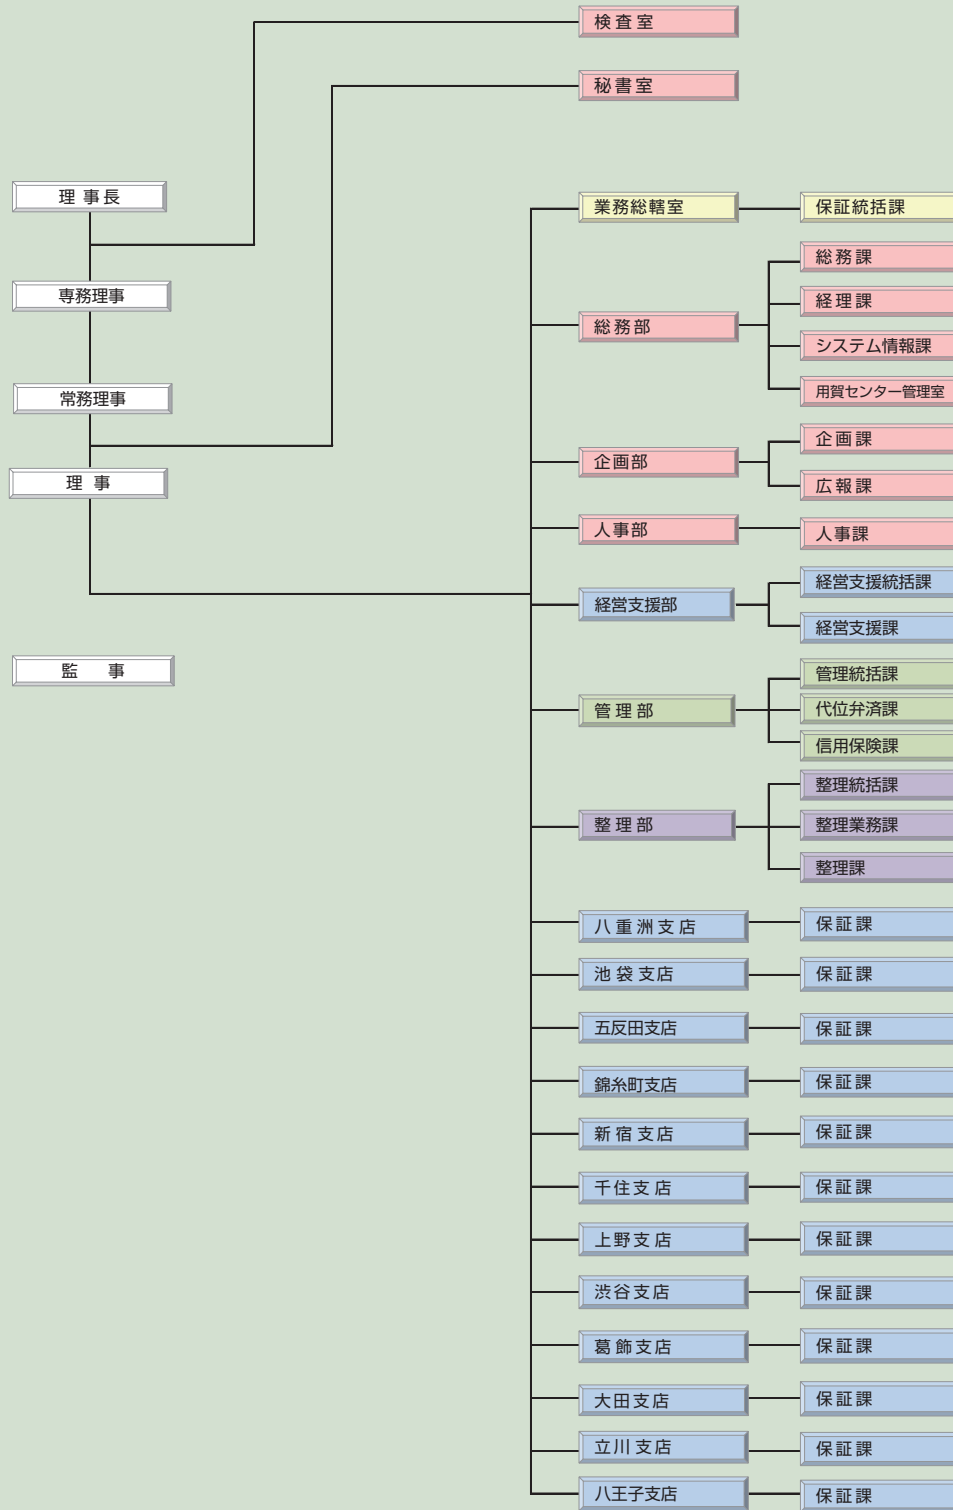 検査室
秘書室
理事長
専務理事
常務理事
理事
監事
業務総轄室
保証統括課
総務部
総務課
経理課
システム情報課
用賀センター管理室
企画部
企画課
広報課
人事部
人事課
経営支援部
経営支援統括課
経営支援課
管理部
管理統括課
代位弁済課
信用保険課
整理部
整理統括課
整理業務課
整理課
八重洲支店
保証課
池袋支店
保証課
五反田支店
保証課
錦糸町支店
保証課
新宿支店
保証課
千住支店
保証課
上野支店
保証課
渋谷支店
保証課
葛飾支店
保証課
大田支店
保証課
立川支店
保証課
八王子支店
保証課